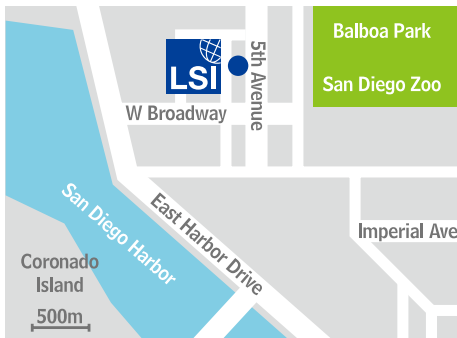 Balboa Park
San Diego Zoo
LSI
5th Avenue
W Broadway
San Diego Harbor
East Harbor Drive
Imperial Ave
Coronado
Island
500m